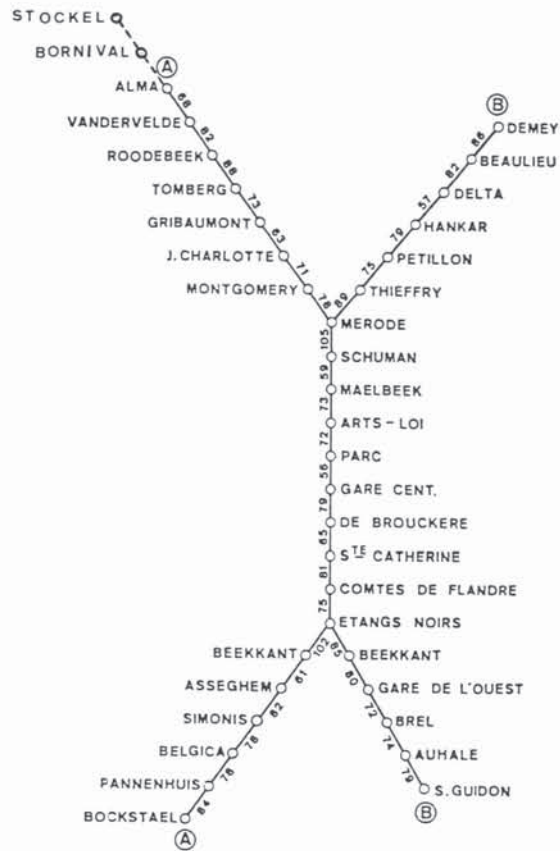 STOCKEL
BORNIVAL
Ⓐ
ALMA
68
Ⓑ
VANDERVELDE
DEMEY
82
86
ROODEBEEK
BEAULIEU
88
82
TOMBERG
DELTA
73
57
GRIBAUMONT
HANKAR
63
79
J.CHARLOTTE
PETILLON
71
75
MONTGOMERY
THIEFFRY
78
89
MERODE
105
SCHUMAN
59
MAELBEEK
73
ARTS-LOI
72
PARC
56
GARE CENT.
79
DE BROUCKERE
65
STE CATHERINE
81
COMTES DE FLANDRE
75
ETANGS NOIRS
102
85
BEEKKANT
BEEKKANT
61
80
ASSEGHEM
GARE DE L'OUEST
82
72
SIMONIS
BREL
78
74
BELGICA
AUHALE
78
79
PANNENHUIS
S.GUIDON
84
BOCKSTAEL
Ⓐ
Ⓑ